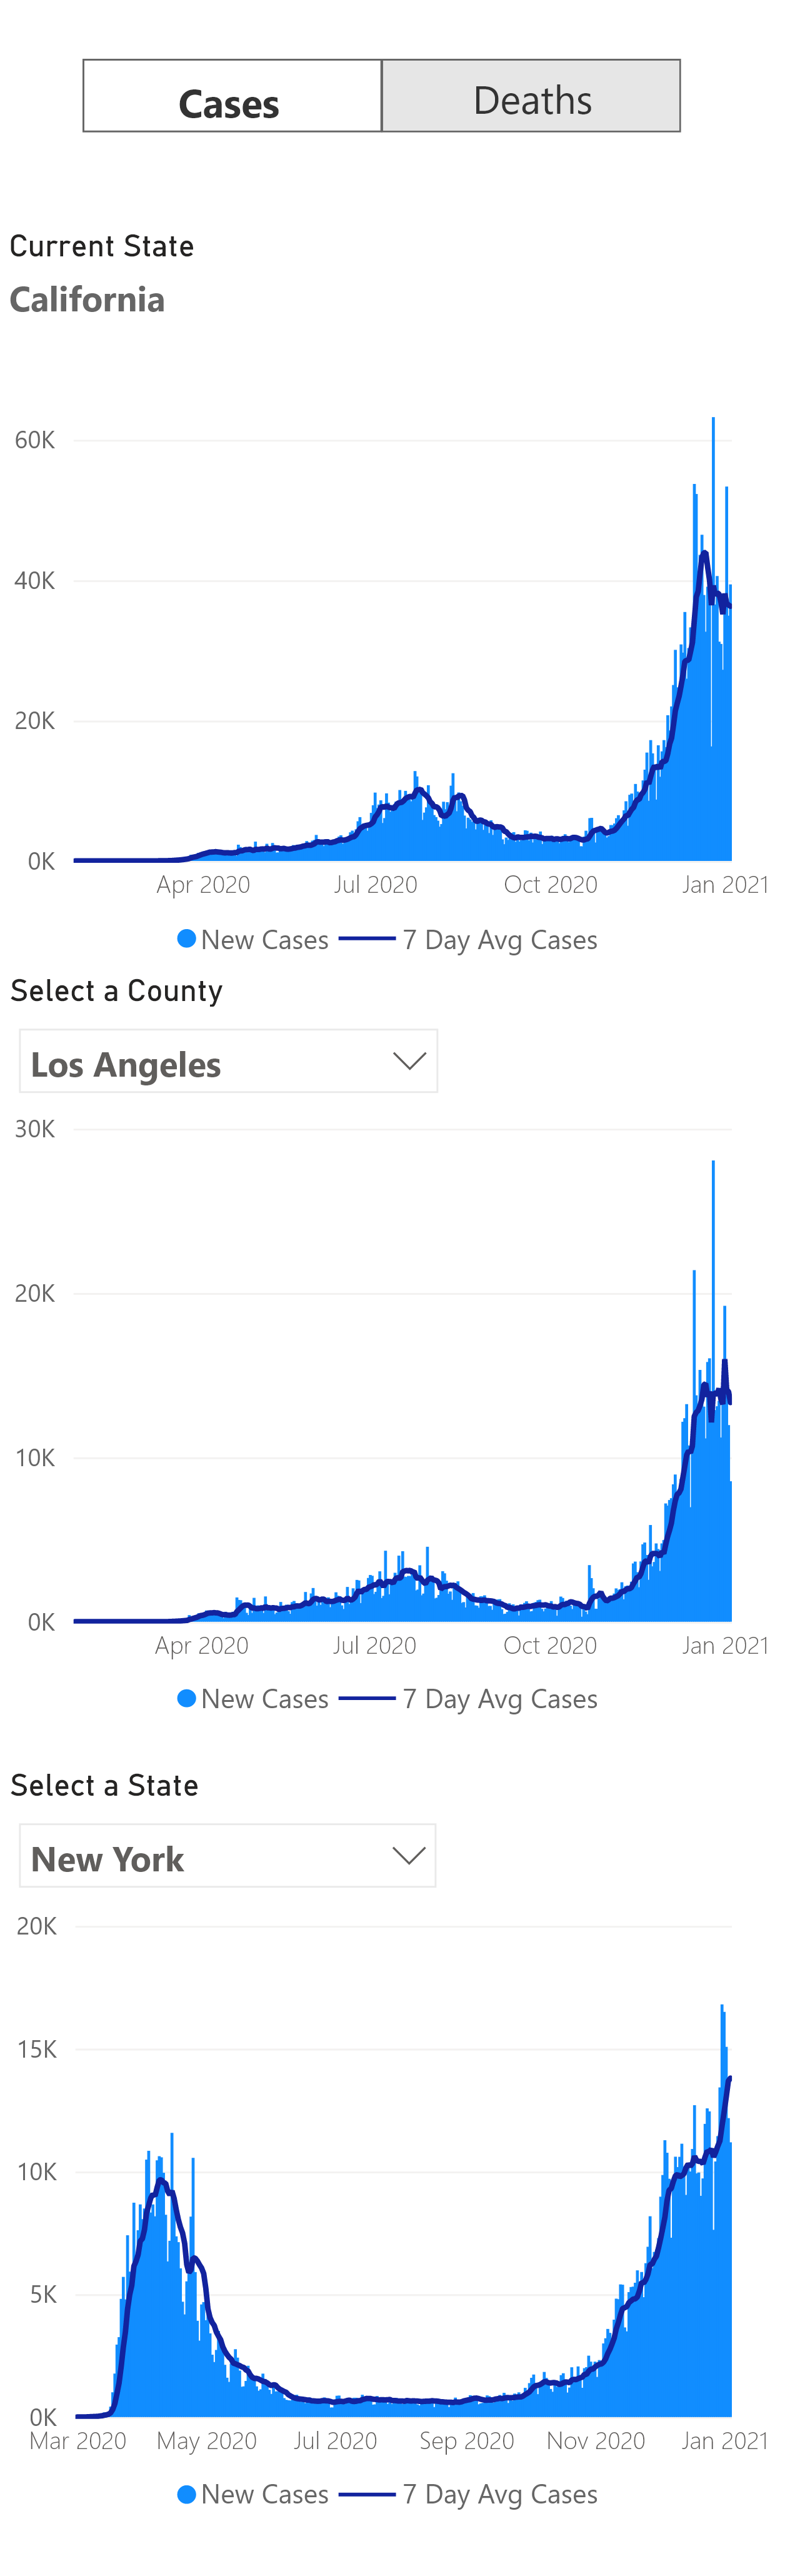 Cases Deaths
Current State
California
60K
40K
20K
0K
Apr 2020 Jul 2020 Oct 2020 Jan 2021
New Cases 7 Day Avg Cases
Select a County
Los Angeles
30K
20K
10K
0K
Apr 2020 Jul 2020 Oct 2020 Jan 2021
New Cases 7 Day Avg Cases
Select a State
New York
20K
15K
10K
5K
0K
Mar 2020 May 2020 Jul 2020 Sep 2020 Nov 2020 Jan 2021
New Cases 7 Day Avg Cases